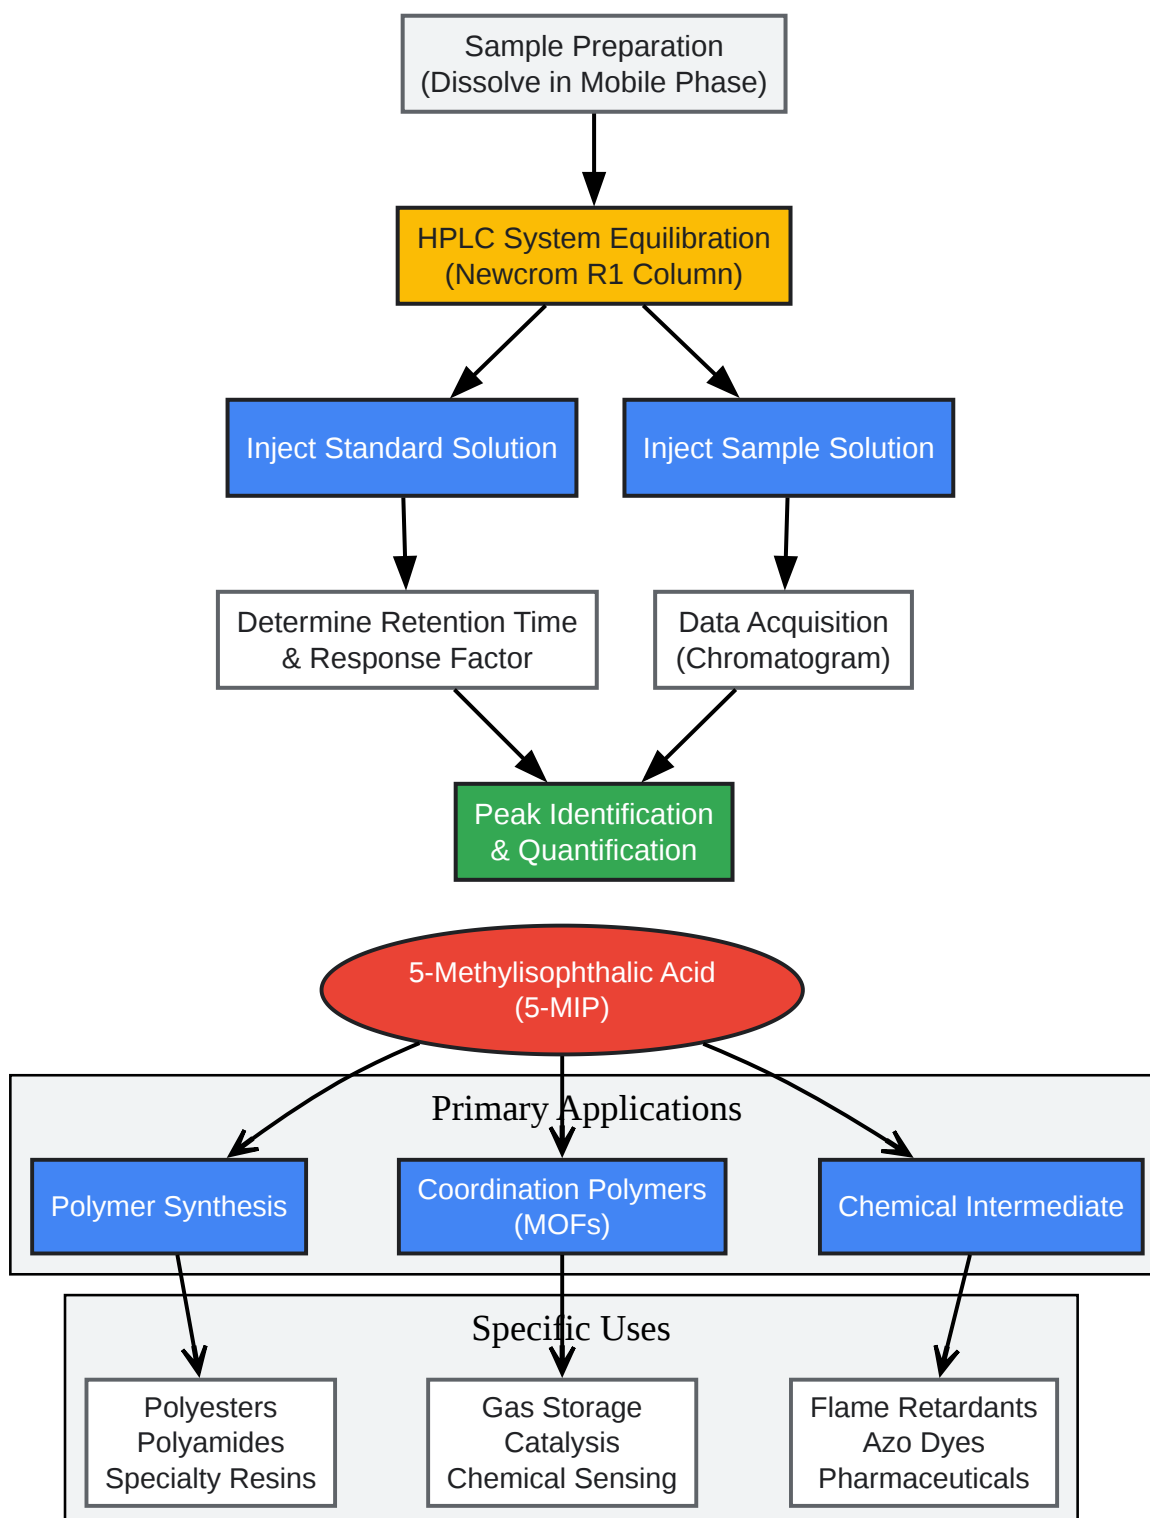 Sample Preparation
(Dissolve in Mobile Phase)
HPLC System Equilibration
(Newcrom R1 Column)
Inject Standard Solution
Inject Sample Solution
Determine Retention Time
& Response Factor
Data Acquisition
(Chromatogram)
Peak Identification
& Quantification
5-Methylisophthalic Acid
(5-MIP)
Primary Applications
Polymer Synthesis
Coordination Polymers
(MOFs)
Chemical Intermediate
Specific Uses
Polyesters
Polyamides
Specialty Resins
Gas Storage
Catalysis
Chemical Sensing
Flame Retardants
Azo Dyes
Pharmaceuticals